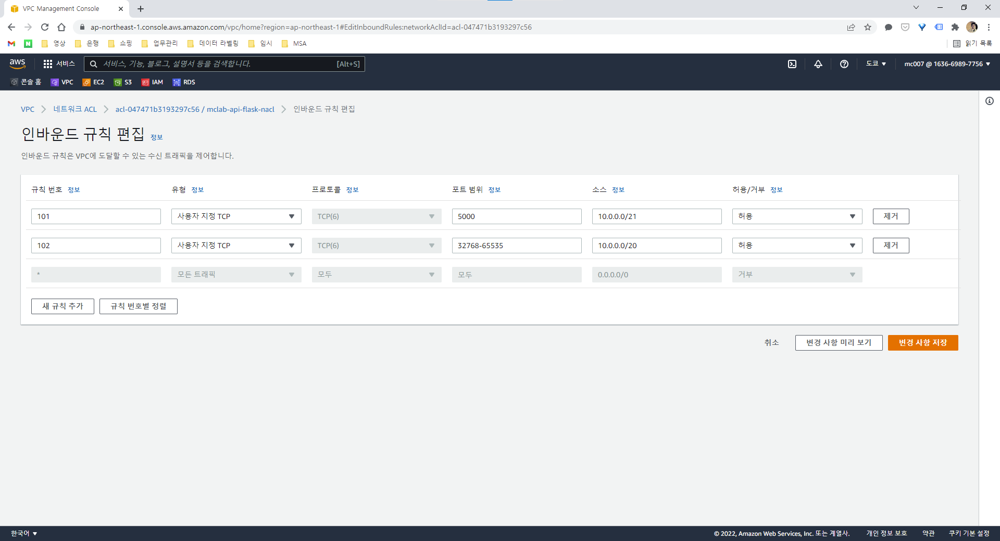 VPC Management Console
ap-northeast-1.console.aws.amazon.com/vpc/home?region=ap-northeast-1#EditInboundRules:networkAclId=acl-047471b3193297c56
N 영상 은행 쇼핑 업무관리 데이터 라벨링 임시 MSA 읽기 목록
aws 서비스 서비스, 기능, 블로그, 설명서 등을 검색합니다. [Alt+S] 도쿄 mc007 @ 1636-6989-7756
콘솔 홈 VPC EC2 S3 IAM RDS
VPC 네트워크 ACL acl-047471b3193297c56 / mclab-api-flask-nacl 인바운드 규칙 편집
인바운드 규칙 편집 정보
인바운드 규칙은 VPC에 도달할 수 있는 수신 트래픽을 제어합니다.
규칙 번호 정보 유형 정보 프로토콜 정보 포트 범위 정보 소스 정보 허용/거부 정보
101 사용자 지정 TCP TCP(6) 5000 10.0.0.0/21 허용 제거
102 사용자 지정 TCP TCP(6) 32768-65535 10.0.0.0/20 허용 제거
* 모든 트래픽 모두 모두 0.0.0.0/0 거부
새 규칙 추가 규칙 번호별 정렬
취소 변경 사항 미리 보기 변경 사항 저장
한국어 © 2022, Amazon Web Services, Inc. 또는 계열사. 개인 정보 보호 약관 쿠키 기본 설정